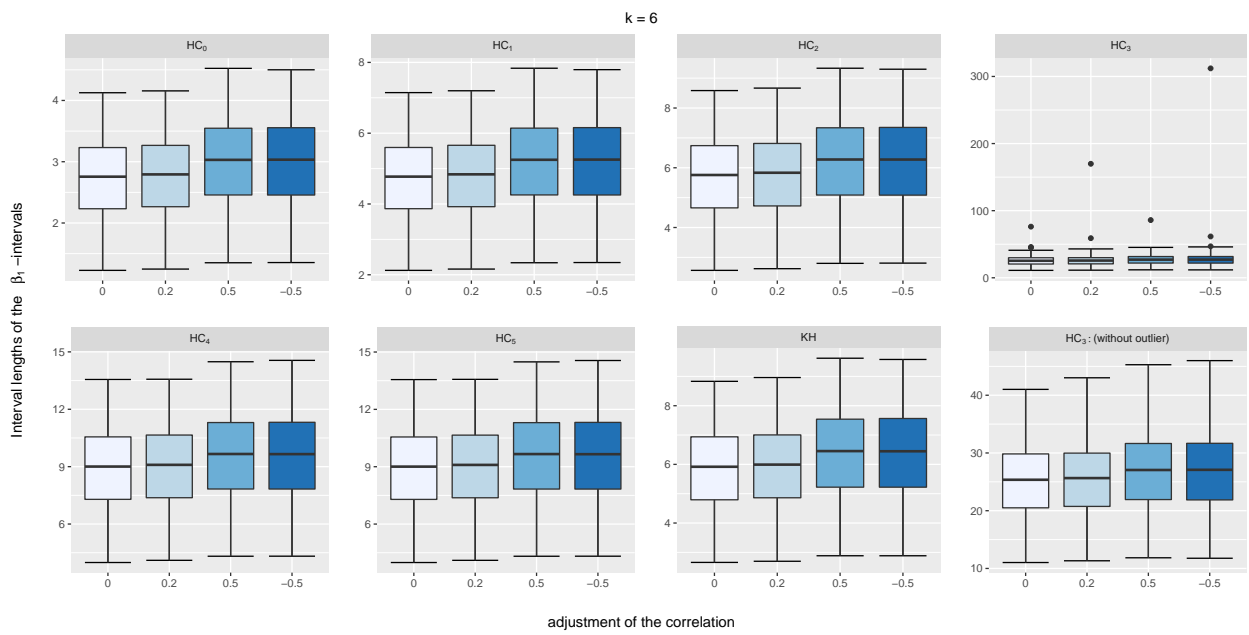 k = 6
HC₀
HC₁
HC₂
HC₃
4
3
2
8
6
4
2
8
6
4
300
200
100
0
0 0.2 0.5 −0.5
0 0.2 0.5 −0.5
0 0.2 0.5 −0.5
0 0.2 0.5 −0.5
Interval lengths of the β₁ −intervals
HC₄
HC₅
KH
HC₃: (without outlier)
15
12
9
6
15
12
9
6
8
6
4
40
30
20
10
0 0.2 0.5 −0.5
0 0.2 0.5 −0.5
0 0.2 0.5 −0.5
0 0.2 0.5 −0.5
adjustment of the correlation